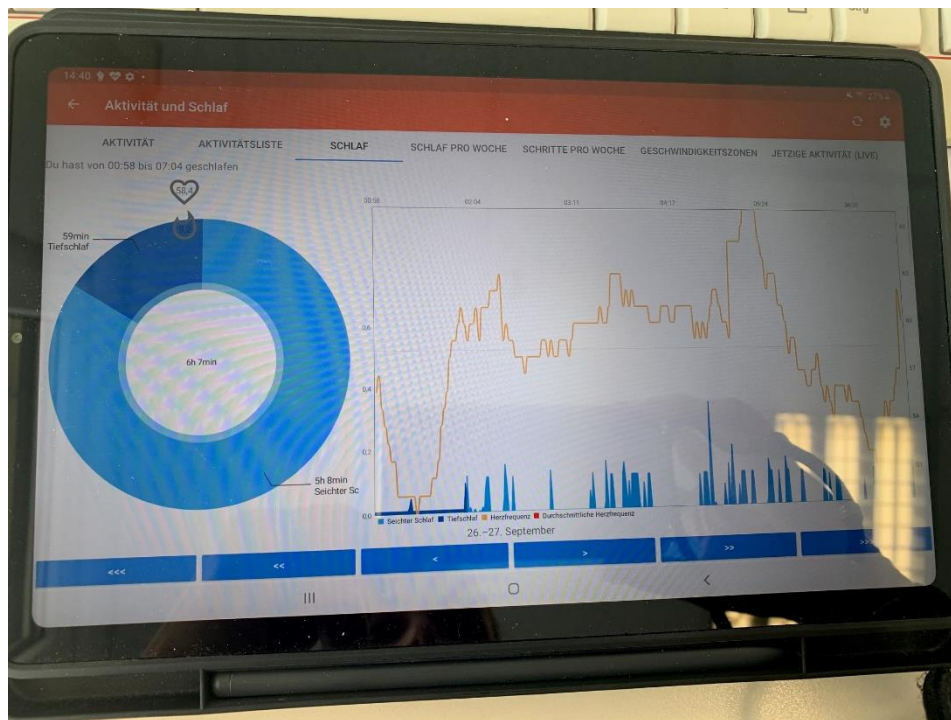 14:40
Aktivität und Schlaf
AKTIVITÄT AKTIVITÄTSLISTE SCHLAF SCHLAF PRO WOCHE SCHRITTE PRO WOCHE GESCHWINDIGKEITSZONEN JETZIGE AKTIVITÄT (LIVE)
Du hast von 00:58 bis 07:04 geschlafen
58,4
59min
Tiefschlaf
6h 7min
5h 8min
Seichter Sc
00:58 02:04 03:11 04:17
0,6
0,4
0,2
0,0
57
54
Seichter Schlaf Tiefschlaf Herzfrequenz Durchschnittliche Herzfrequenz
26.–27. September
<<< << < > >> >>>